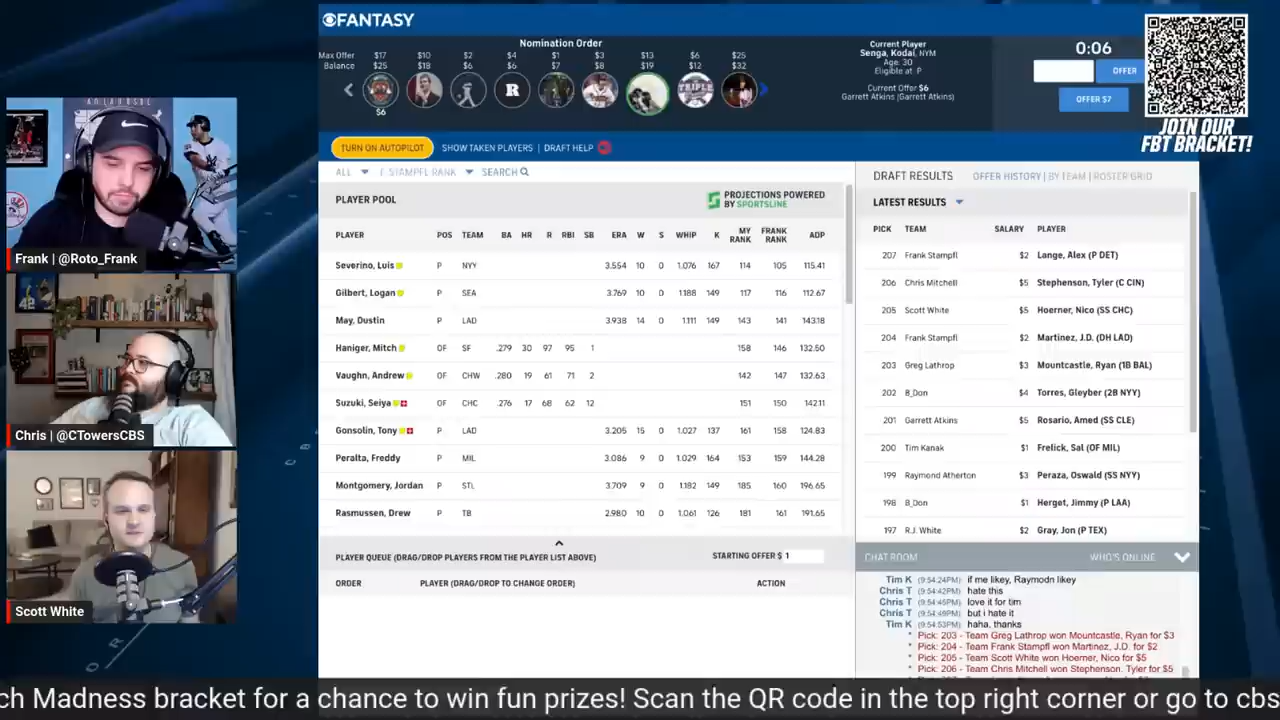 FANTASY
Nomination Order
Max Offer $17 $10 $2 $4 $1 $3 $13 $6 $25
Balance $25 $18 $6 $6 $7 $8 $19 $12 $32
R
TRIPLE
$6
Current Player
Senga, Kodai, NYM
Age: 30
Eligible at: P
Current Offer $6
Garrett Atkins (Garrett Atkins)
0:06
OFFER
OFFER $7
JOIN OUR
FBT BRACKET!
TURN ON AUTOPILOT
SHOW TAKEN PLAYERS | DRAFT HELP
ALL F. STAMPFL RANK SEARCH
PLAYER POOL
PROJECTIONS POWERED
BY SPORTSLINE
PLAYER POS TEAM BA HR R RBI SB ERA W S WHIP K MY RANK FRANK RANK ADP
Severino, Luis P NYY 3.554 10 0 1.076 167 114 105 115.41
Gilbert, Logan P SEA 3.769 10 0 1.188 149 117 116 112.67
May, Dustin P LAD 3.938 14 0 1.111 149 143 141 143.18
Haniger, Mitch OF SF .279 30 97 95 1 158 146 132.50
Vaughn, Andrew OF CHW .280 19 61 71 2 142 147 132.63
Suzuki, Seiya OF CHC .276 17 68 62 12 151 150 142.11
Gonsolin, Tony P LAD 3.205 15 0 1.027 137 161 158 124.83
Peralta, Freddy P MIL 3.086 9 0 1.029 164 153 159 144.28
Montgomery, Jordan P STL 3.709 9 0 1.182 149 185 160 196.65
Rasmussen, Drew P TB 2.980 10 0 1.061 126 181 161 191.65
PLAYER QUEUE (DRAG/DROP PLAYERS FROM THE PLAYER LIST ABOVE)
STARTING OFFER $ 1
ORDER PLAYER (DRAG/DROP TO CHANGE ORDER) ACTION
DRAFT RESULTS OFFER HISTORY | BY TEAM | ROSTER GRID
LATEST RESULTS
PICK TEAM SALARY PLAYER
207 Frank Stampfl $2 Lange, Alex (P DET)
206 Chris Mitchell $5 Stephenson, Tyler (C CIN)
205 Scott White $5 Hoerner, Nico (SS CHC)
204 Frank Stampfl $2 Martinez, J.D. (DH LAD)
203 Greg Lathrop $3 Mountcastle, Ryan (1B BAL)
202 B_Don $4 Torres, Gleyber (2B NYY)
201 Garrett Atkins $5 Rosario, Amed (SS CLE)
200 Tim Kanak $1 Frelick, Sal (OF MIL)
199 Raymond Atherton $3 Peraza, Oswald (SS NYY)
198 B_Don $1 Herget, Jimmy (P LAA)
197 R.J. White $2 Gray, Jon (P TEX)
CHAT ROOM WHO'S ONLINE
Tim K (9:54:24PM) if me likey, Raymodn likey
Chris T (9:54:42PM) hate this
Chris T (9:54:45PM) love it for tim
Chris T (9:54:49PM) but i hate it
Tim K (9:54:53PM) haha, thanks
* Pick: 203 - Team Greg Lathrop won Mountcastle, Ryan for $3
* Pick: 204 - Team Frank Stampfl won Martinez, J.D. for $2
* Pick: 205 - Team Scott White won Hoerner, Nico for $5
* Pick: 206 - Team Chris Mitchell won Stephenson, Tyler for $5
Frank | @Roto_Frank
Chris | @CTowersCBS
Scott White
ch Madness bracket for a chance to win fun prizes! Scan the QR code in the top right corner or go to cbs